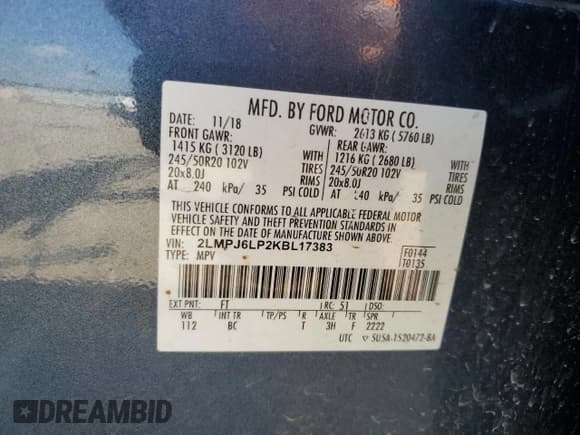 MFD. BY FORD MOTOR CO.
DATE: 11/18 GVWR: 2613 KG ( 5760 LB)
FRONT GAWR: REAR GAWR:
1415 KG ( 3120 LB) 1216 KG ( 2680 LB)
245/50R20 102V TIRES 245/50R20 102V TIRES
20x8.0J RIMS 20x8.0J RIMS
AT 240 kPa/ 35 PSI COLD AT 240 kPa/ 35 PSI COLD
THIS VEHICLE CONFORMS TO ALL APPLICABLE FEDERAL MOTOR
VEHICLE SAFETY AND THEFT PREVENTION STANDARDS IN
EFFECT ON THE DATE OF MANUFACTURE SHOWN ABOVE.
VIN: 2LMPJ6LP2KBL17383 F0144
TYPE: MPV T0135
EXT PNT: FT RC: 51 DSO:
WB INT TR TP/PS R AXLE TR SPR
112 BC T 3H F 2222
UTC ▽ 5U5A-1520472-BA
DREAMBID